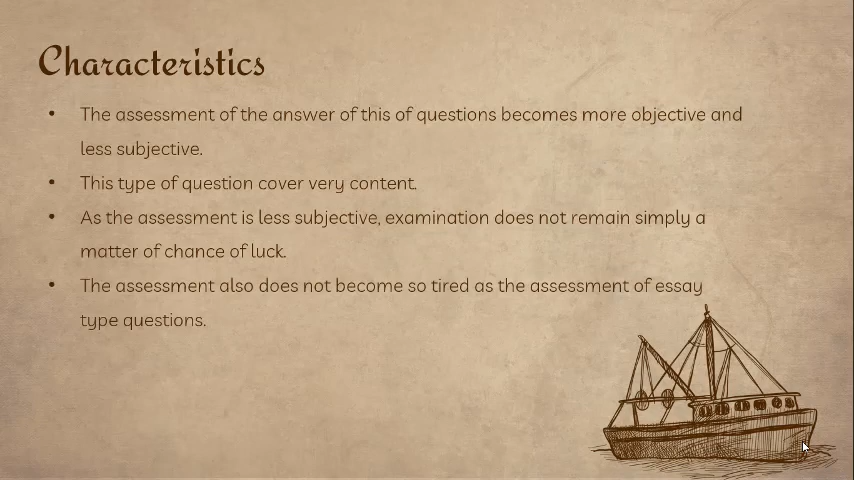 Characteristics
• The assessment of the answer of this of questions becomes more objective and
less subjective.
• This type of question cover very content.
• As the assessment is less subjective, examination does not remain simply a
matter of chance of luck.
• The assessment also does not become so tired as the assessment of essay
type questions.